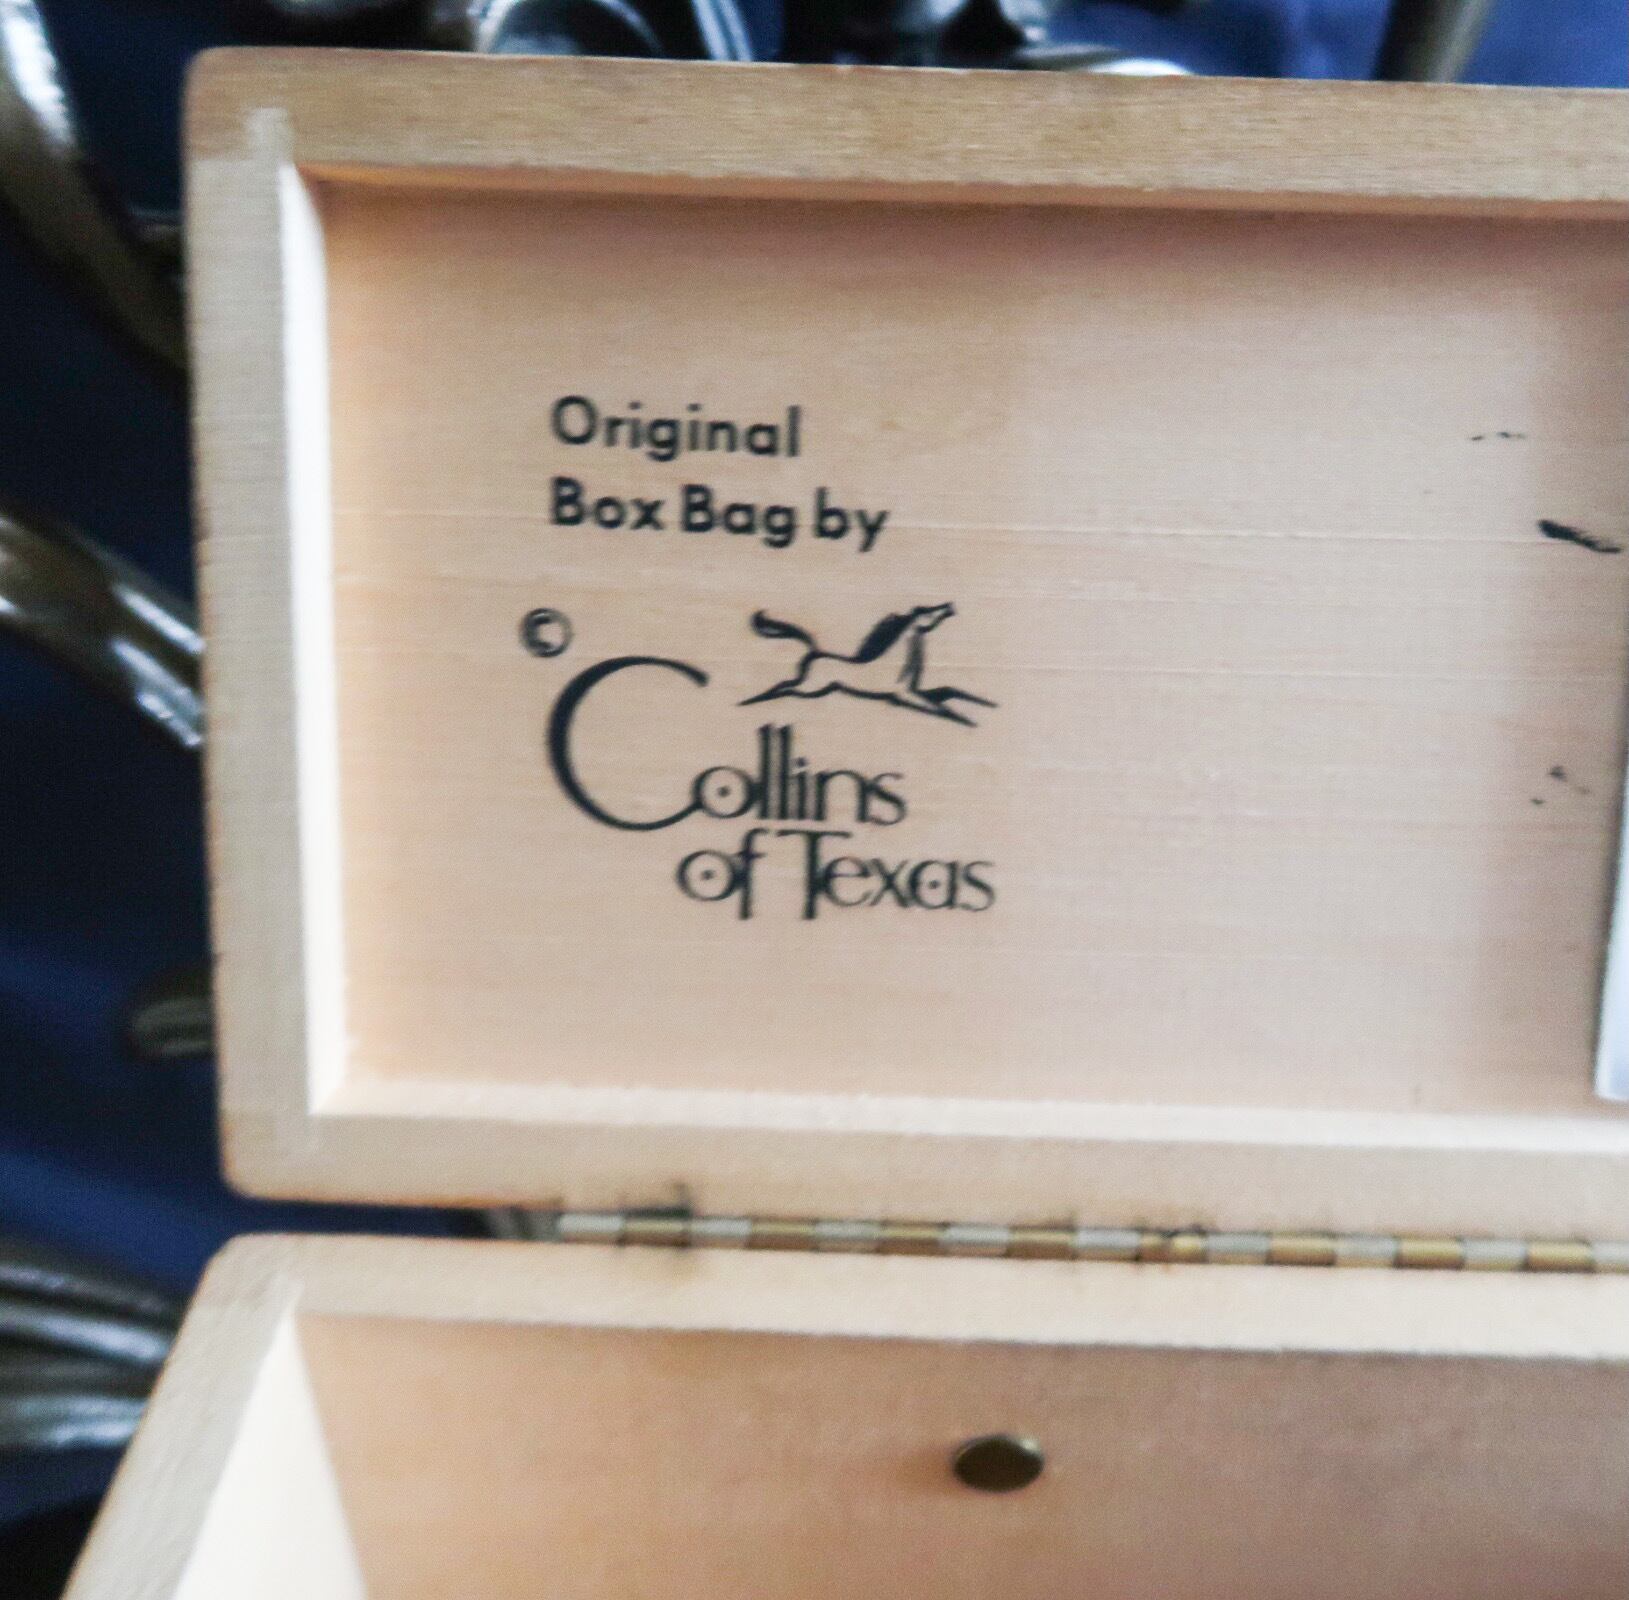 Original
Box Bag by
©
Collins
of Texas